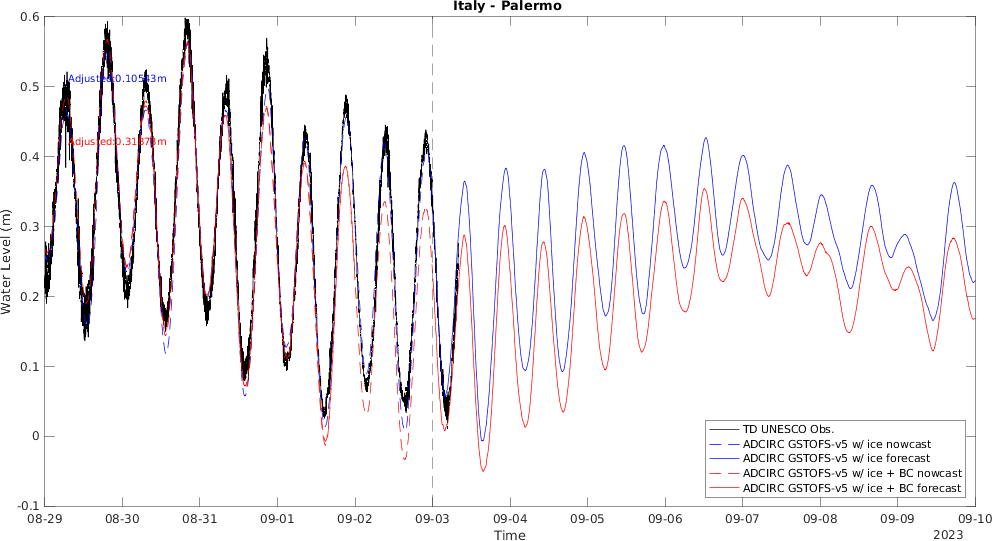 Italy - Palermo
0.6
0.5
0.4
0.3
0.2
0.1
0
-0.1
Water Level (m)
Adjusted:0.10543m
08-29
08-30
08-31
09-01
09-02
09-03
09-04
09-05
09-06
09-07
09-08
09-09
09-10
Time
2023
TD UNESCO Obs.
ADCIRC GSTOFS-v5 w/ ice nowcast
ADCIRC GSTOFS-v5 w/ ice forecast
ADCIRC GSTOFS-v5 w/ ice + BC nowcast
ADCIRC GSTOFS-v5 w/ ice + BC forecast